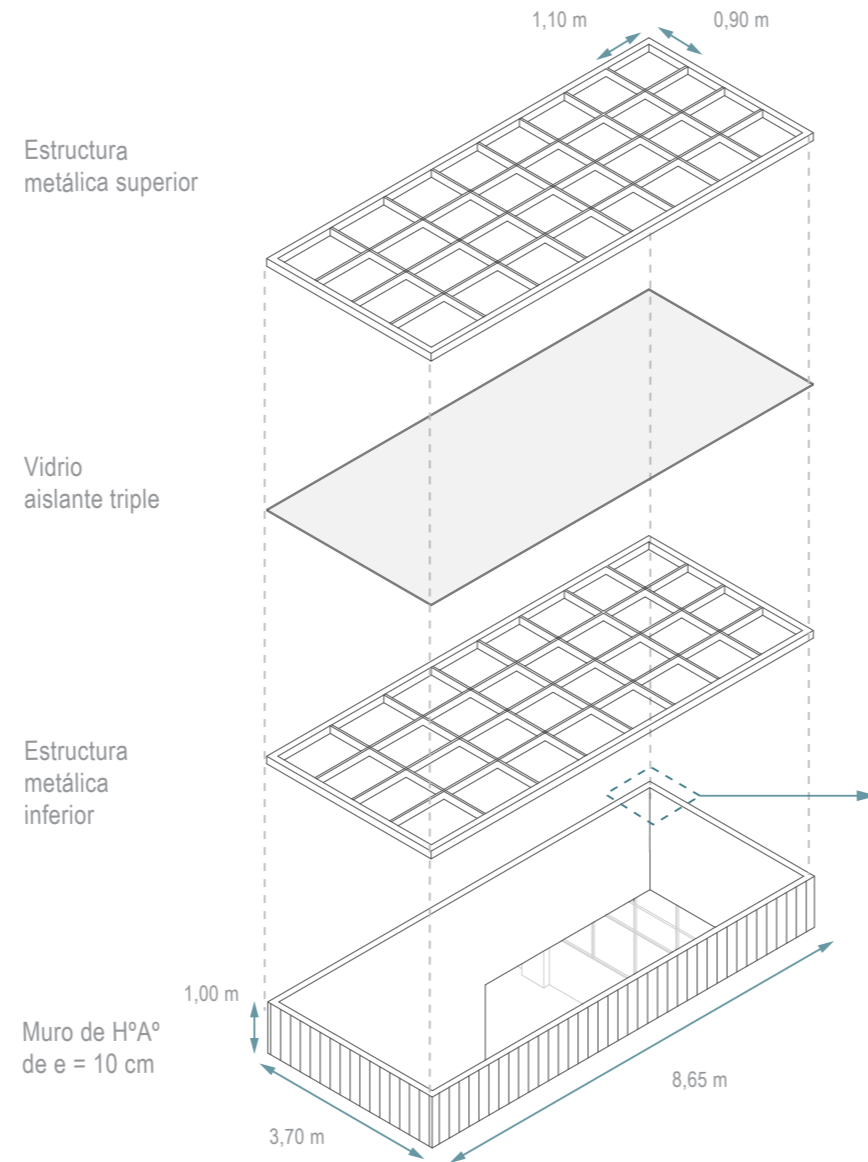 1,10 m
0,90 m
Estructura
metálica superior
Vidrio
aislante triple
Estructura
metálica
inferior
1,00 m
Muro de HºAº
de e = 10 cm
8,65 m
3,70 m